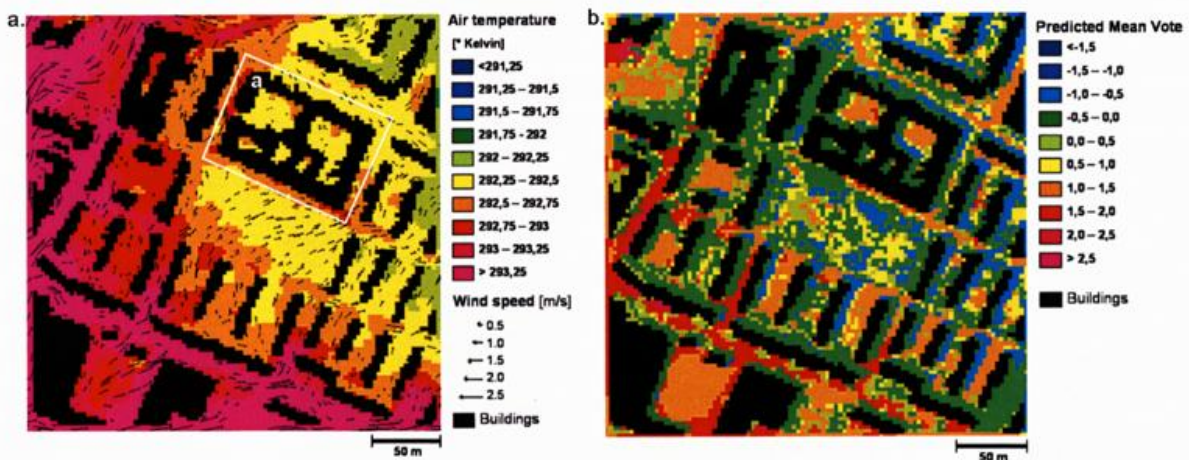 a.
Air temperature
[° Kelvin]
<291,25
291,25 – 291,5
291,5 – 291,75
291,75 - 292
292 – 292,25
292,25 – 292,5
292,5 – 292,75
292,75 – 293
293 – 293,25
> 293,25
Wind speed [m/s]
0.5
1.0
1.5
2.0
2.5
Buildings
50 m
a
b.
Predicted Mean Vote
<-1,5
-1,5 – -1,0
-1,0 – -0,5
-0,5 – 0,0
0,0 – 0,5
0,5 – 1,0
1,0 – 1,5
1,5 – 2,0
2,0 – 2,5
> 2,5
Buildings
50 m